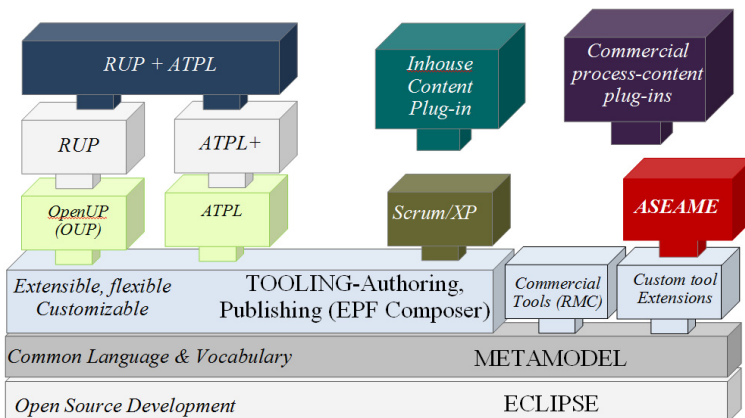 RUP + ATPL
Inhouse
Content
Plug-in
Commercial
process-content
plug-ins
RUP
ATPL+
OpenUP
(OUP)
ATPL
Scrum/XP
ASEAME
Extensible, flexible
Customizable
TOOLING-Authoring,
Publishing (EPF Composer)
Commercial
Tools (RMC)
Custom tool
Extensions
Common Language & Vocabulary
METAMODEL
Open Source Development
ECLIPSE